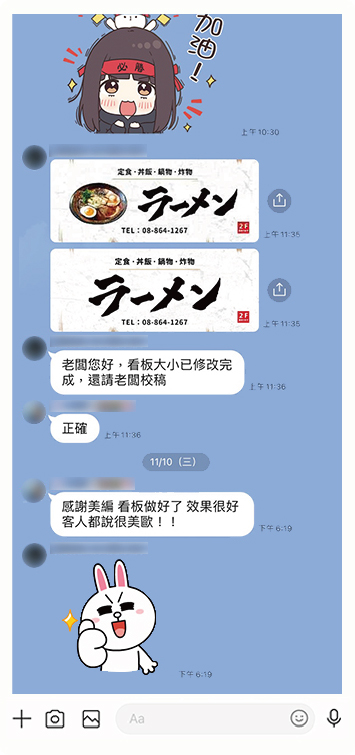 加油!
必勝
上午10:30
定食·丼飯·鍋物·炸物
ラーメン
TEL：08-864-1267
2F
上午11:35
定食·丼飯·鍋物·炸物
ラーメン
TEL：08-864-1267
2F
上午11:35
老闆您好，看板大小已修改完
成，還請老闆校稿
上午11:36
正確
上午11:36
11/10（三）
感謝美編 看板做好了 效果很好
客人都說很美歐！！
下午6:19
下午6:19
Aa